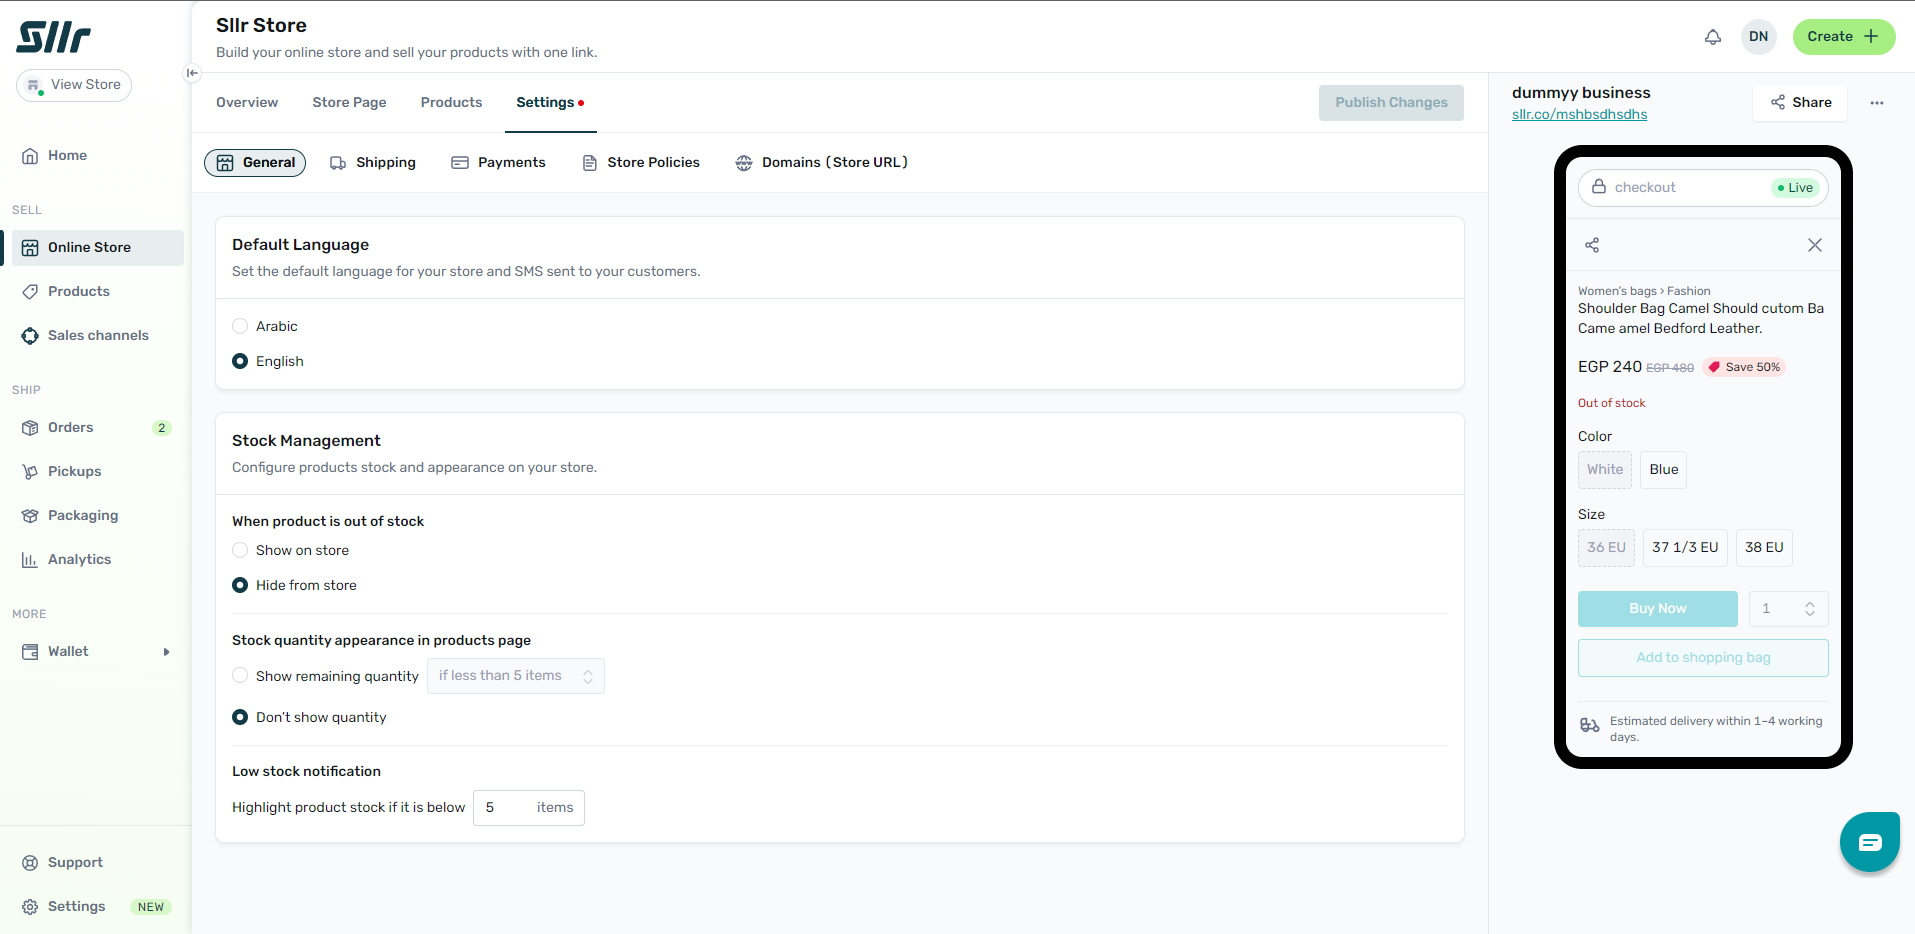 Sllr
View Store
Home
SELL
Online Store
Products
Sales channels
SHIP
Orders 2
Pickups
Packaging
Analytics
MORE
Wallet
Support
Settings NEW
Sllr Store
Build your online store and sell your products with one link.
DN
Create
Overview
Store Page
Products
Settings
Publish Changes
General
Shipping
Payments
Store Policies
Domains (Store URL)
Default Language
Set the default language for your store and SMS sent to your customers.
Arabic
English
Stock Management
Configure products stock and appearance on your store.
When product is out of stock
Show on store
Hide from store
Stock quantity appearance in products page
Show remaining quantity if less than 5 items
Don't show quantity
Low stock notification
Highlight product stock if it is below 5 items
dummyy business
sllr.co/mshbsdhsdhs
Share
checkout
Live
Women's bags › Fashion
Shoulder Bag Camel Should cutom Ba
Came amel Bedford Leather.
EGP 240 EGP 480 Save 50%
Out of stock
Color
White Blue
Size
36 EU 37 1/3 EU 38 EU
Buy Now 1
Add to shopping bag
Estimated delivery within 1–4 working
days.